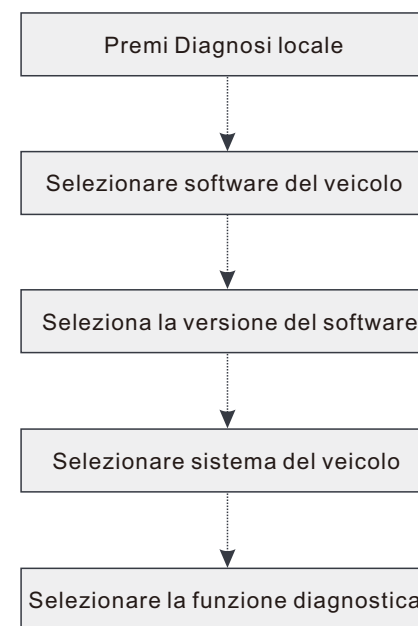 Premi Diagnosi locale
Selezionare software del veicolo
Seleziona la versione del software
Selezionare sistema del veicolo
Selezionare la funzione diagnostica